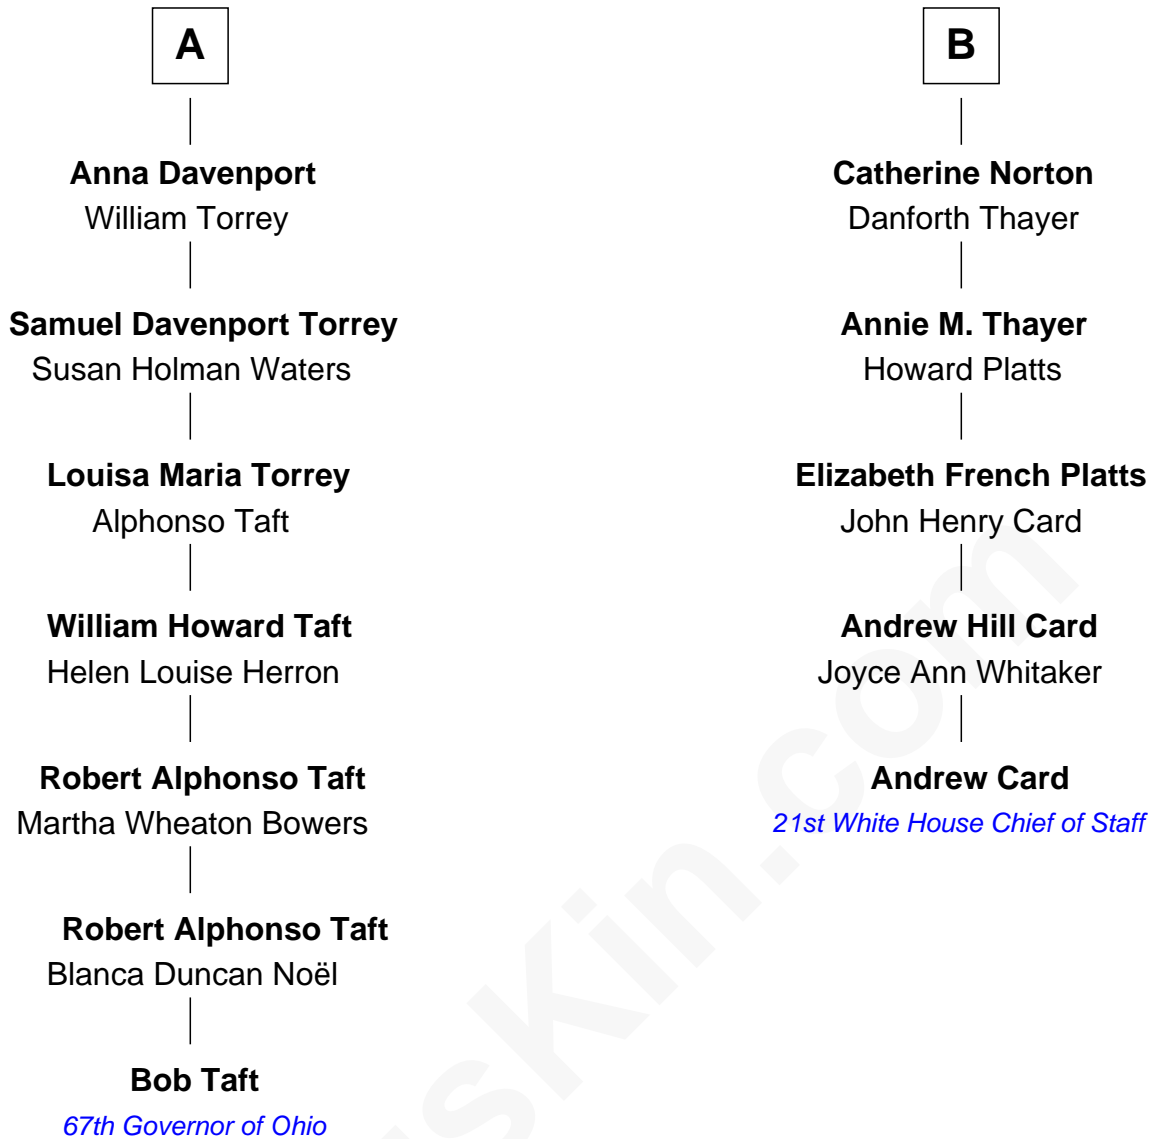 A
Anna Davenport
William Torrey
Samuel Davenport Torrey
Susan Holman Waters
Louisa Maria Torrey
Alphonso Taft
William Howard Taft
Helen Louise Herron
Robert Alphonso Taft
Martha Wheaton Bowers
Robert Alphonso Taft
Blanca Duncan Noël
Bob Taft
67th Governor of Ohio
B
Catherine Norton
Danforth Thayer
Annie M. Thayer
Howard Platts
Elizabeth French Platts
John Henry Card
Andrew Hill Card
Joyce Ann Whitaker
Andrew Card
21st White House Chief of Staff
sKin.com